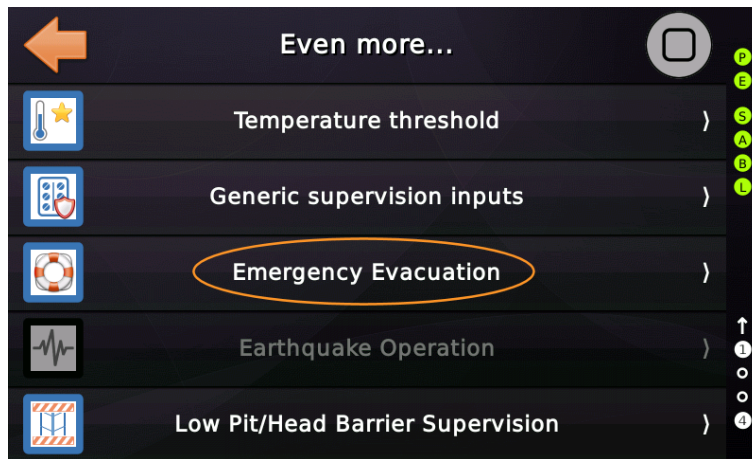 Even more...
Temperature threshold
Generic supervision inputs
Emergency Evacuation
Earthquake Operation
Low Pit/Head Barrier Supervision
P
E
S
A
B
L
↑
1
4